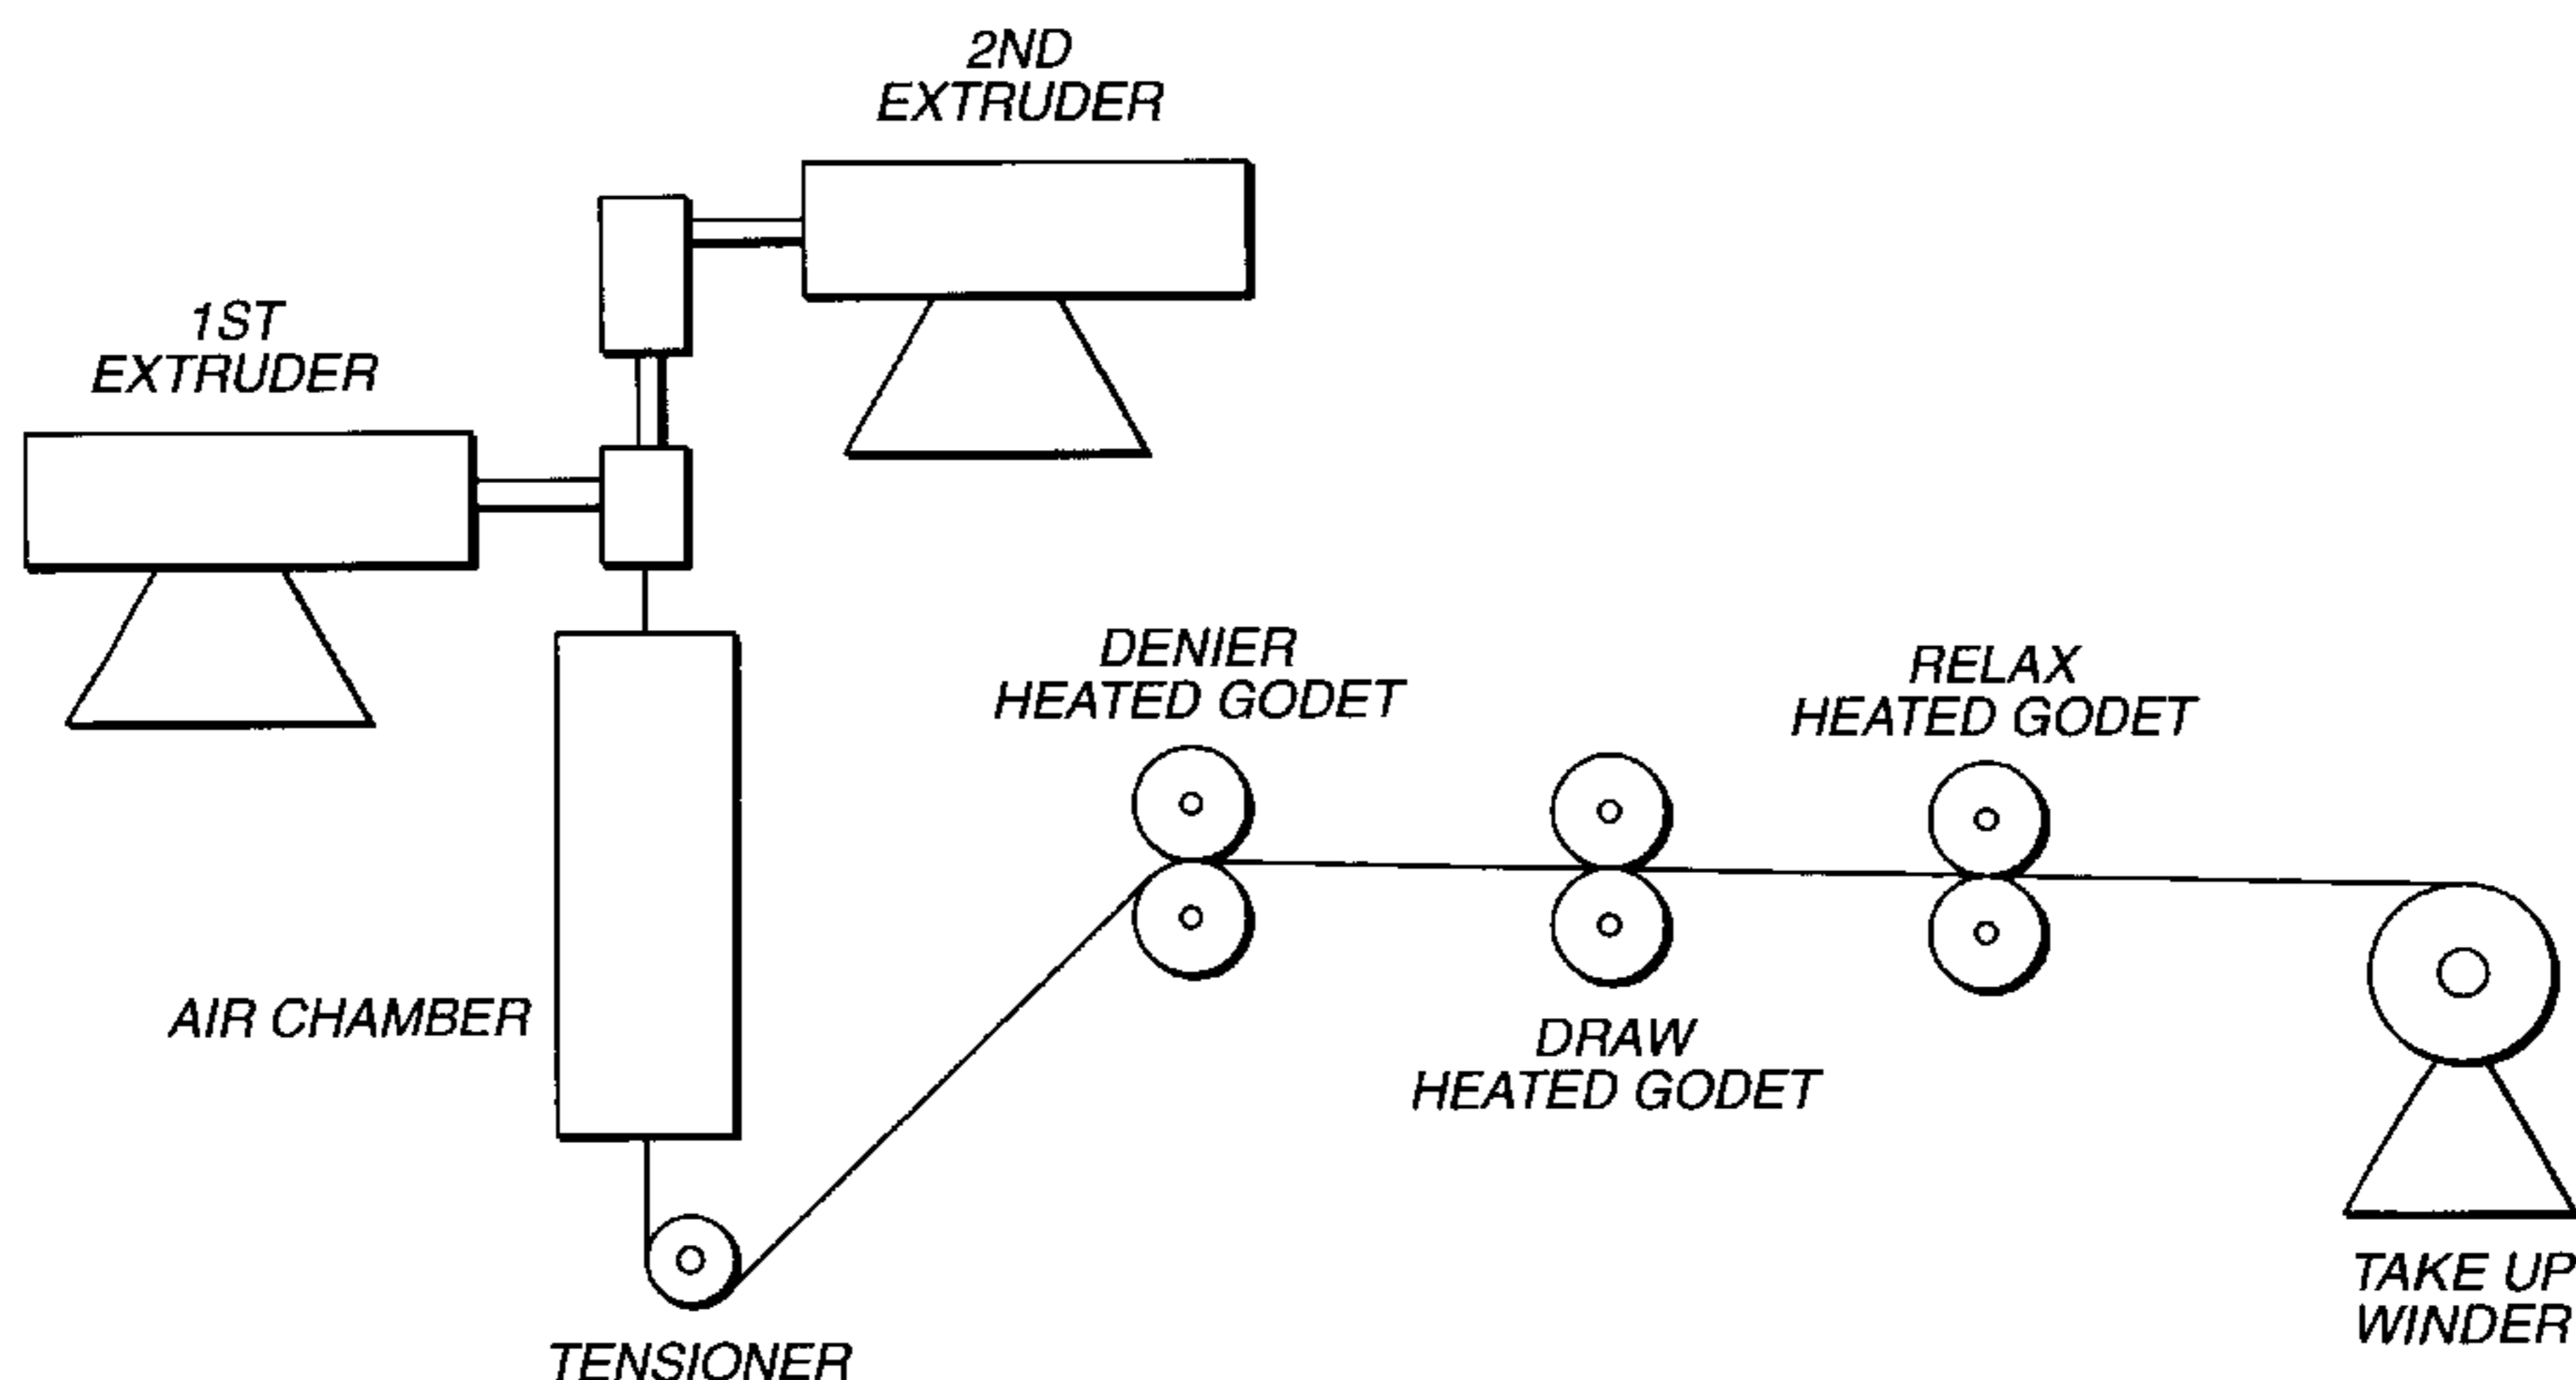 2ND
EXTRUDER
1ST
EXTRUDER
DENIER
HEATED GODET
RELAX
HEATED GODET
AIR CHAMBER
DRAW
HEATED GODET
TAKE UP
WINDER
TENSIONER